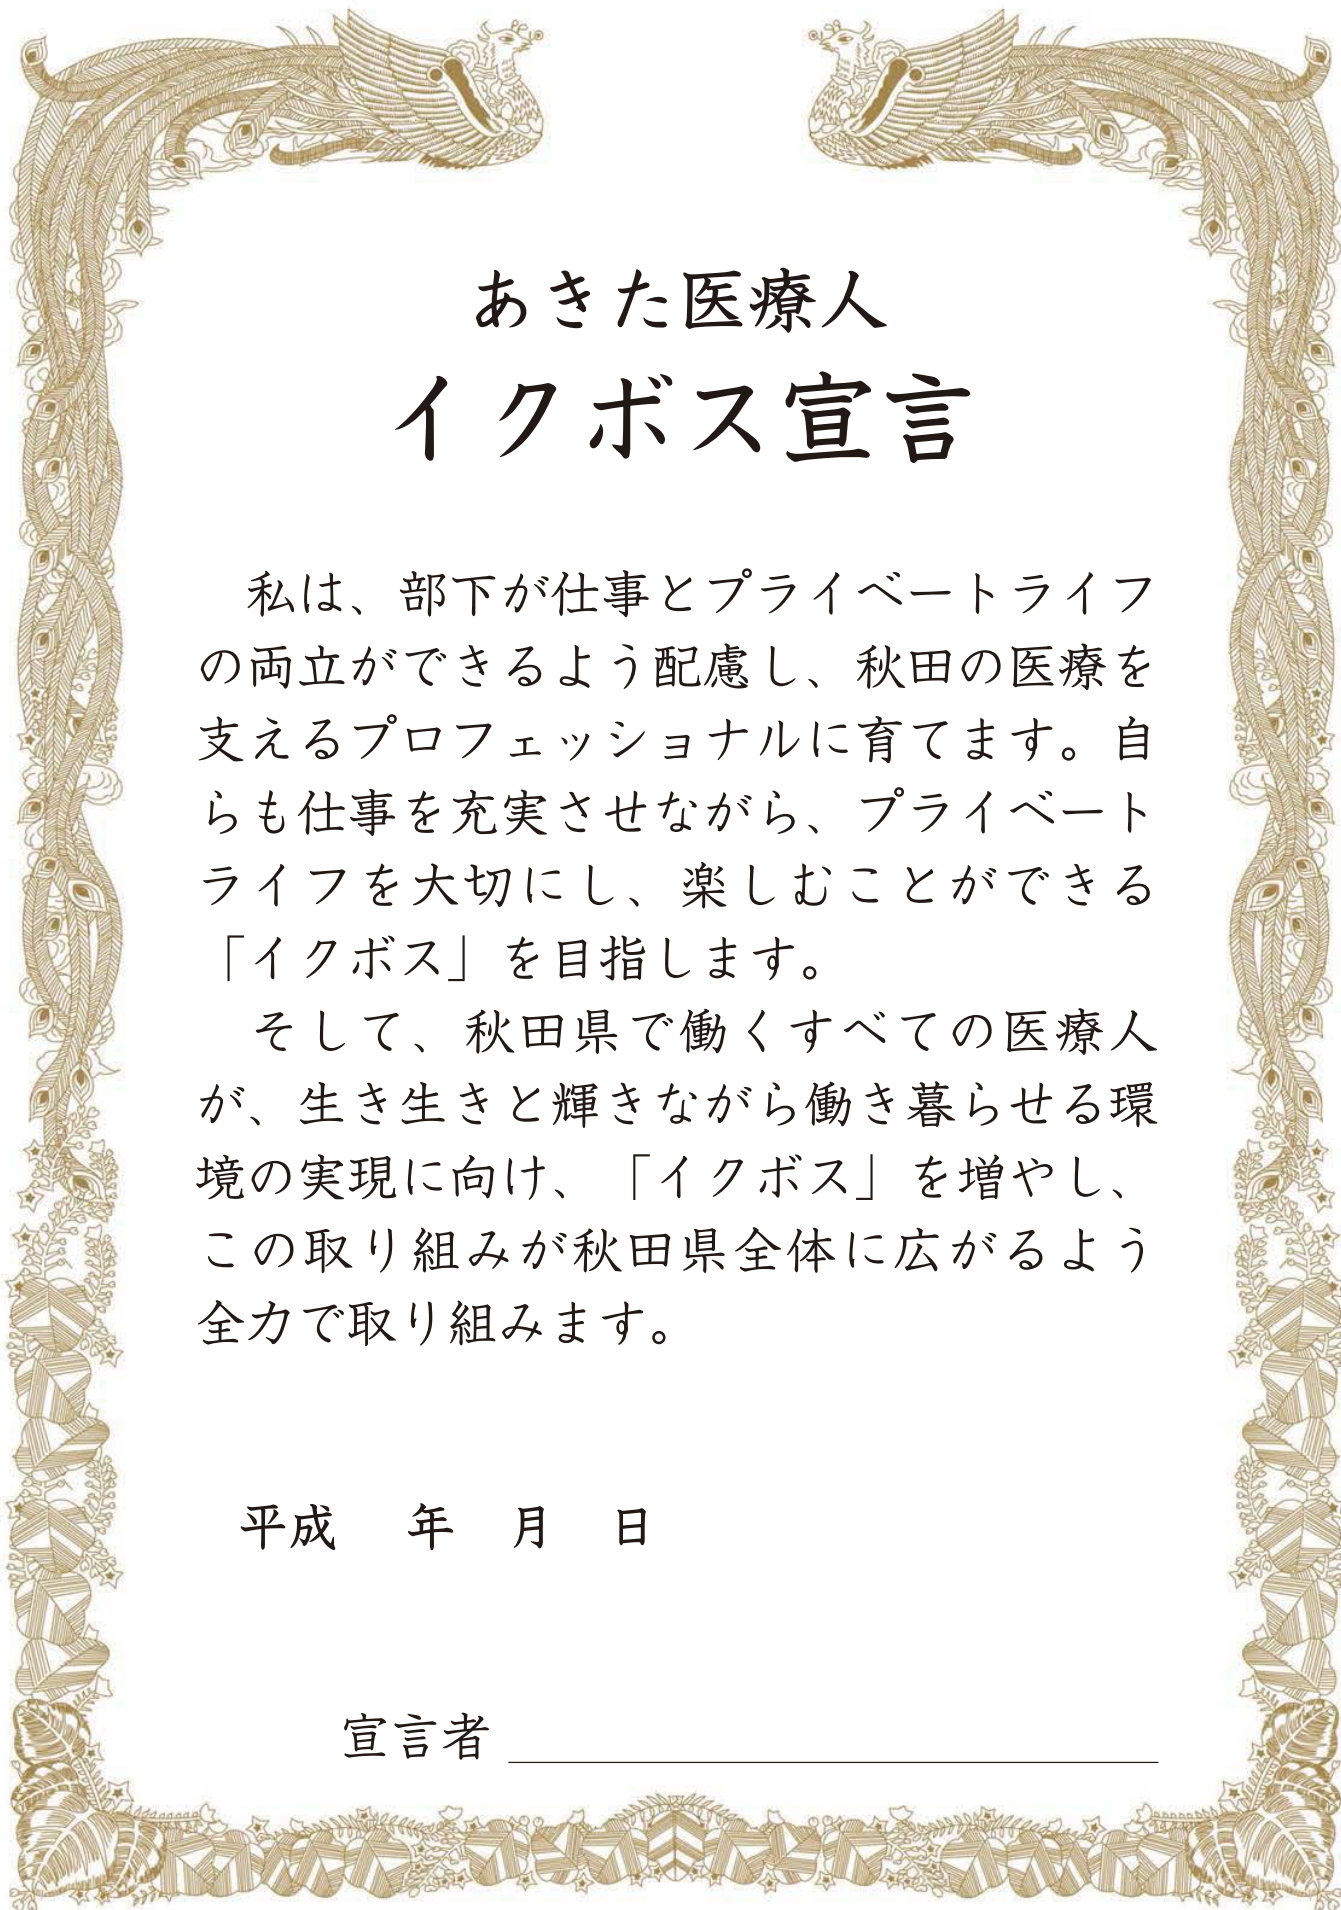 あきた医療人
イクボス宣言
　私は、部下が仕事とプライベートライフ
の両立ができるよう配慮し、秋田の医療を
支えるプロフェッショナルに育てます。自
らも仕事を充実させながら、プライベート
ライフを大切にし、楽しむことができる
「イクボス」を目指します。
　そして、秋田県で働くすべての医療人
が、生き生きと輝きながら働き暮らせる環
境の実現に向け、「イクボス」を増やし、
この取り組みが秋田県全体に広がるよう
全力で取り組みます。
平成　年　月　日
宣言者